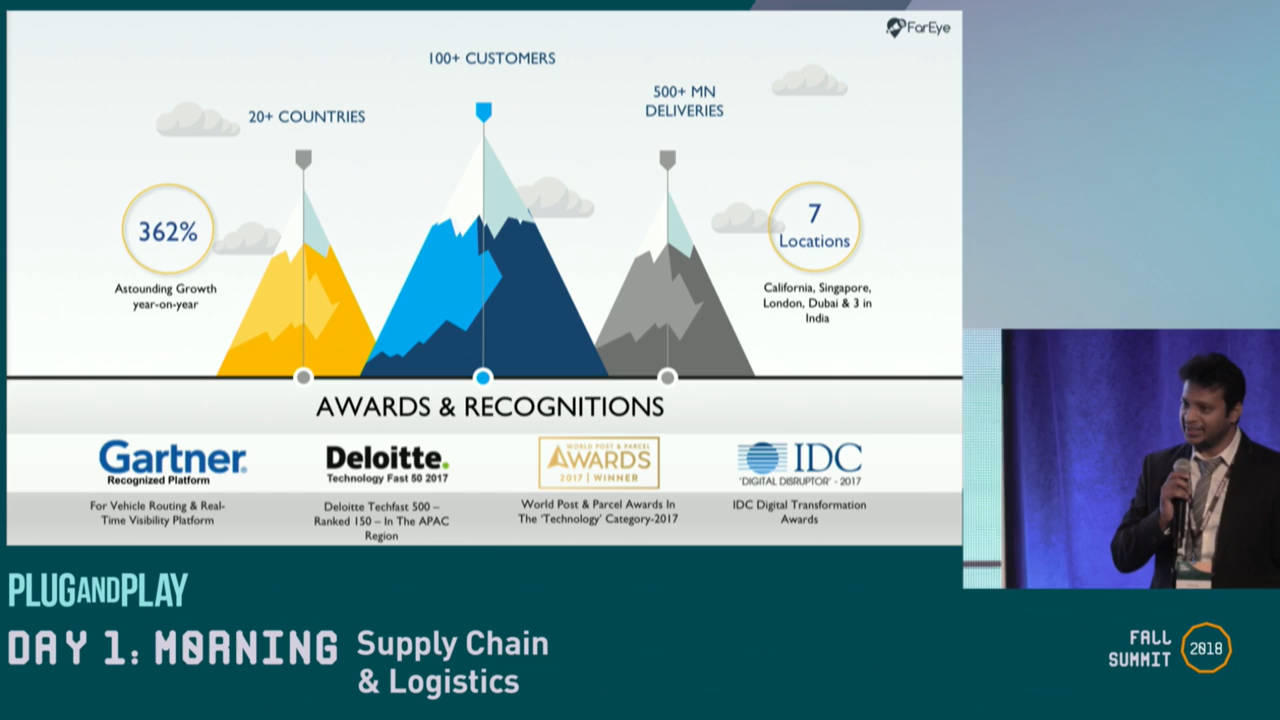 FarEye
100+ CUSTOMERS
20+ COUNTRIES
500+ MN
DELIVERIES
362%
Astounding Growth
year-on-year
7
Locations
California, Singapore,
London, Dubai & 3 in
India
AWARDS & RECOGNITIONS
Gartner
Recognized Platform
For Vehicle Routing & Real-
Time Visibility Platform
Deloitte.
Technology Fast 50 2017
Deloitte Techfast 500 –
Ranked 150 – In The APAC
Region
WORLD POST & PARCEL
AWARDS
2017 | WINNER
World Post & Parcel Awards In
The 'Technology' Category-2017
IDC
'DIGITAL DISRUPTOR' - 2017
IDC Digital Transformation
Awards
PLUGANDPLAY
DAY 1: MORNING
Supply Chain
& Logistics
FALL
SUMMIT
2018